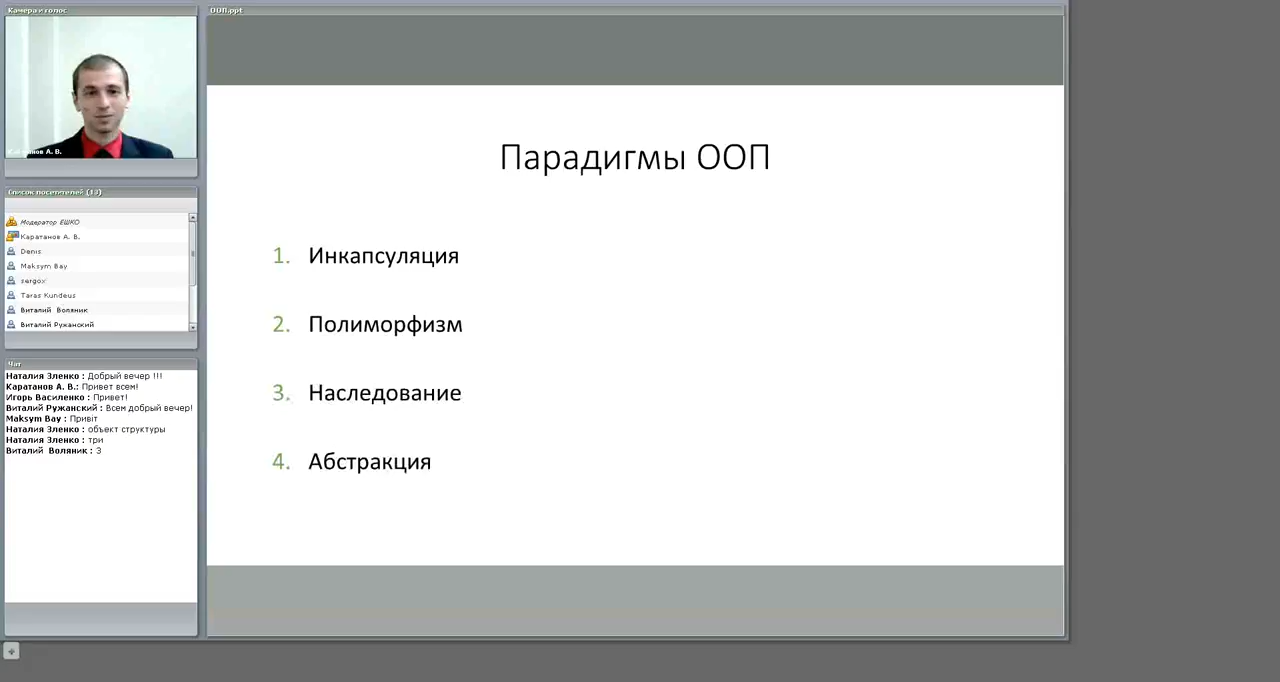 Камера и голос
Каратанов А. В.
Список посетителей (13)
Модератор ЕШКО
Каратанов А. В.
Denis
Maksym Bay
sergox
Taras Kundeus
Виталий Воляник
Виталий Ружанский
Чат
Наталия Зленко : Добрый вечер !!!
Каратанов А. В.: Привет всем!
Игорь Василенко : Привет!
Виталий Ружанский : Всем добрый вечер!
Maksym Bay : Привіт
Наталия Зленко : объект структуры
Наталия Зленко : три
Виталий Воляник : 3
ООП.ppt
Парадигмы ООП
1. Инкапсуляция
2. Полиморфизм
3. Наследование
4. Абстракция